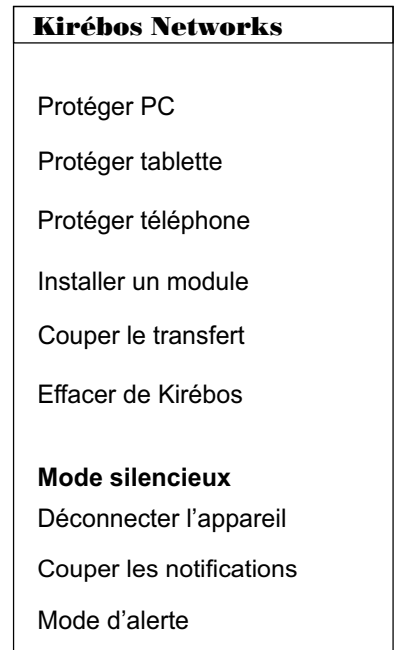 Kirébos Networks
Protéger PC
Protéger tablette
Protéger téléphone
Installer un module
Couper le transfert
Effacer de Kirébos
Mode silencieux
Déconnecter l’appareil
Couper les notifications
Mode d’alerte